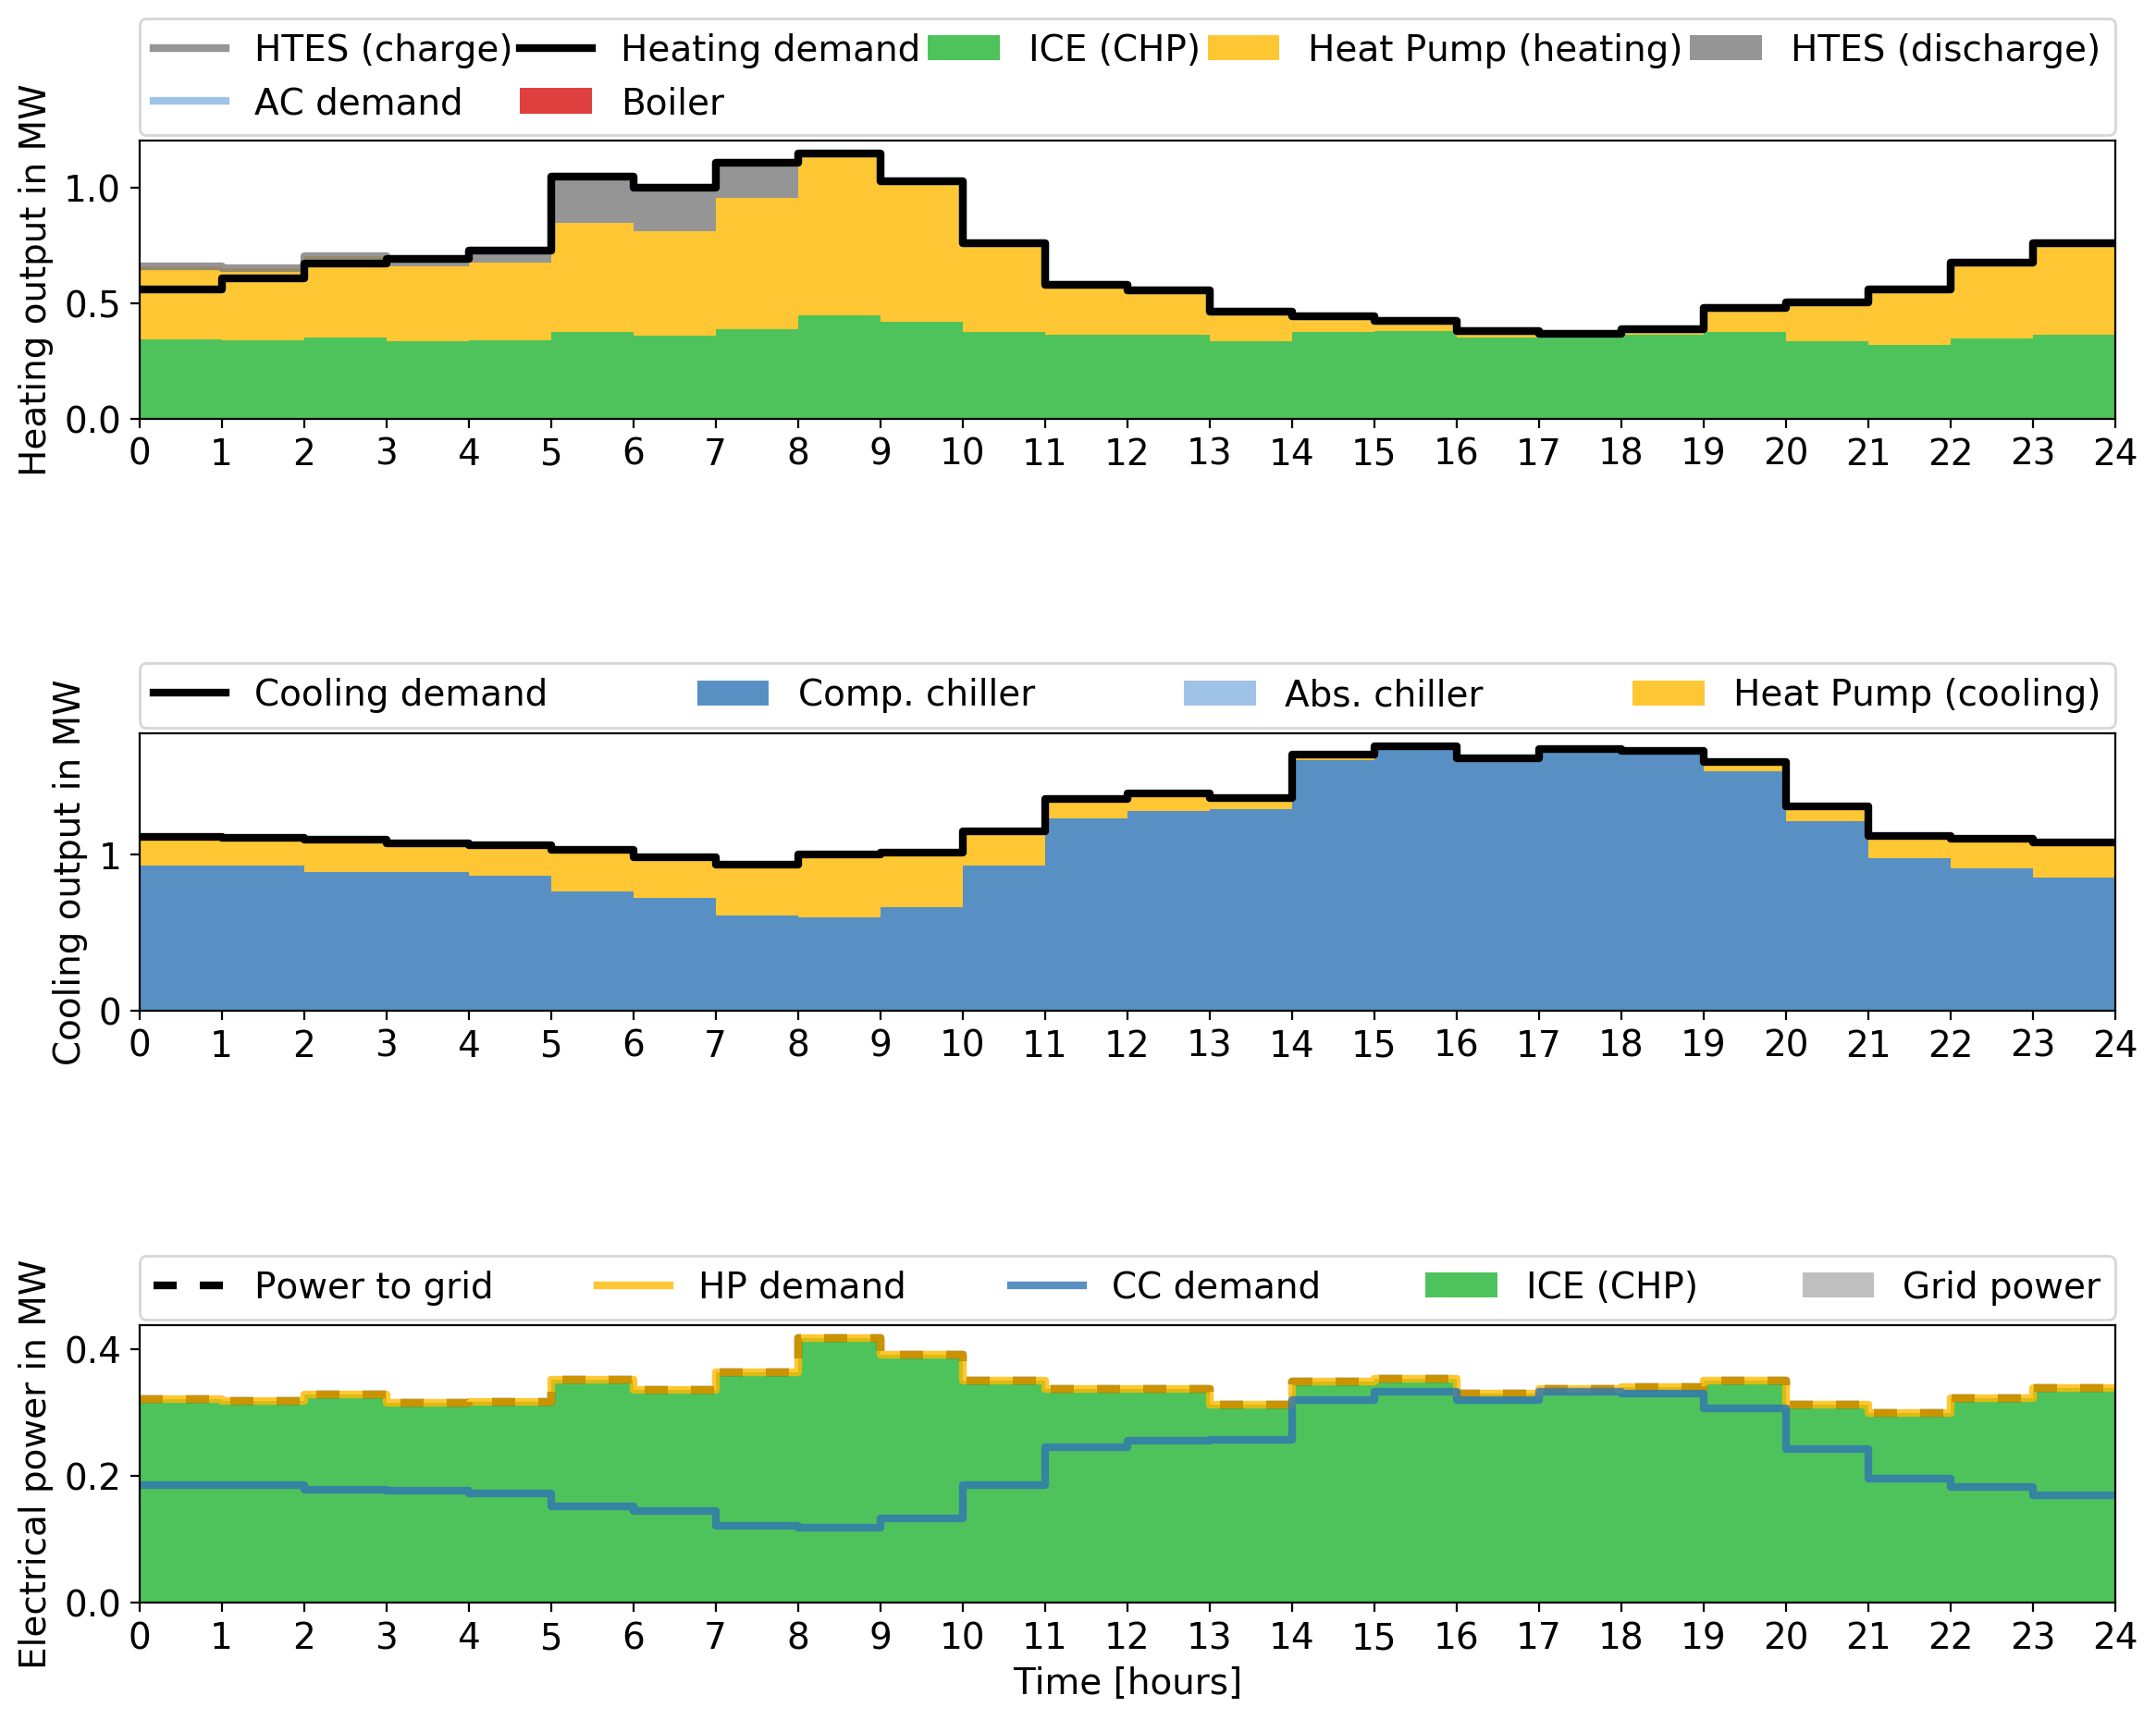 HTES (charge) Heating demand ICE (CHP) Heat Pump (heating) HTES (discharge)
AC demand Boiler
Heating output in MW
1.0
0.5
0.0
0 1 2 3 4 5 6 7 8 9 10 11 12 13 14 15 16 17 18 19 20 21 22 23 24
Cooling demand Comp. chiller Abs. chiller Heat Pump (cooling)
Cooling output in MW
1
0
0 1 2 3 4 5 6 7 8 9 10 11 12 13 14 15 16 17 18 19 20 21 22 23 24
Power to grid HP demand CC demand ICE (CHP) Grid power
Electrical power in MW
0.4
0.2
0.0
0 1 2 3 4 5 6 7 8 9 10 11 12 13 14 15 16 17 18 19 20 21 22 23 24
Time [hours]